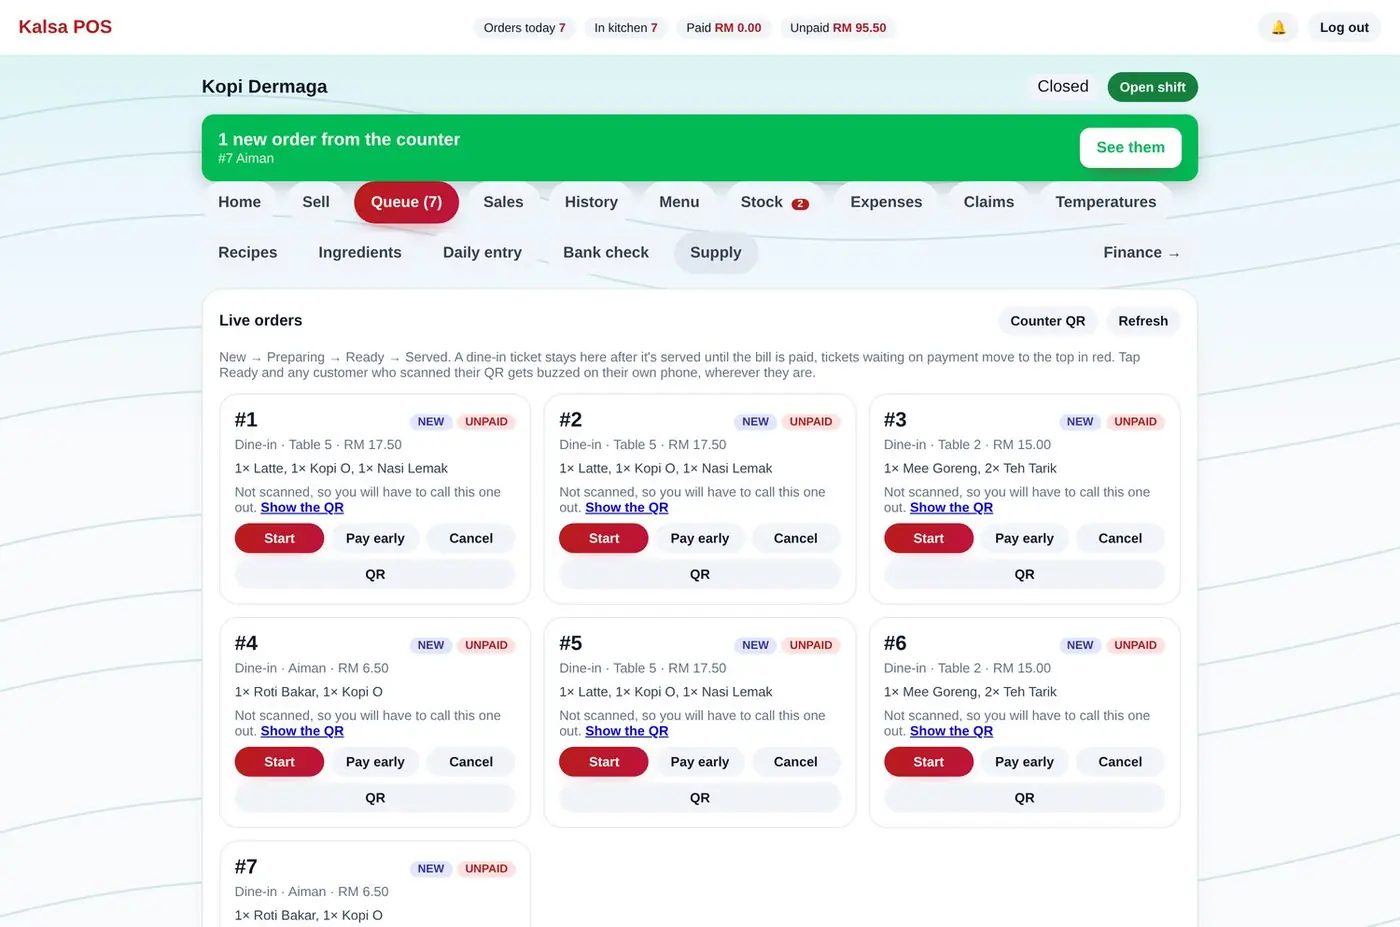 Kalsa POS
Orders today 7
In kitchen 7
Paid RM 0.00
Unpaid RM 95.50
🔔
Log out
Kopi Dermaga
Closed
Open shift
1 new order from the counter
#7 Aiman
See them
Home
Sell
Queue (7)
Sales
History
Menu
Stock 2
Expenses
Claims
Temperatures
Recipes
Ingredients
Daily entry
Bank check
Supply
Finance →
Live orders
Counter QR
Refresh
New → Preparing → Ready → Served. A dine-in ticket stays here after it's served until the bill is paid, tickets waiting on payment move to the top in red. Tap
Ready and any customer who scanned their QR gets buzzed on their own phone, wherever they are.
#1
NEW
UNPAID
Dine-in · Table 5 · RM 17.50
1× Latte, 1× Kopi O, 1× Nasi Lemak
Not scanned, so you will have to call this one
out. Show the QR
Start
Pay early
Cancel
QR
#2
NEW
UNPAID
Dine-in · Table 5 · RM 17.50
1× Latte, 1× Kopi O, 1× Nasi Lemak
Not scanned, so you will have to call this one
out. Show the QR
Start
Pay early
Cancel
QR
#3
NEW
UNPAID
Dine-in · Table 2 · RM 15.00
1× Mee Goreng, 2× Teh Tarik
Not scanned, so you will have to call this one
out. Show the QR
Start
Pay early
Cancel
QR
#4
NEW
UNPAID
Dine-in · Aiman · RM 6.50
1× Roti Bakar, 1× Kopi O
Not scanned, so you will have to call this one
out. Show the QR
Start
Pay early
Cancel
QR
#5
NEW
UNPAID
Dine-in · Table 5 · RM 17.50
1× Latte, 1× Kopi O, 1× Nasi Lemak
Not scanned, so you will have to call this one
out. Show the QR
Start
Pay early
Cancel
QR
#6
NEW
UNPAID
Dine-in · Table 2 · RM 15.00
1× Mee Goreng, 2× Teh Tarik
Not scanned, so you will have to call this one
out. Show the QR
Start
Pay early
Cancel
QR
#7
NEW
UNPAID
Dine-in · Aiman · RM 6.50
1× Roti Bakar, 1× Kopi O